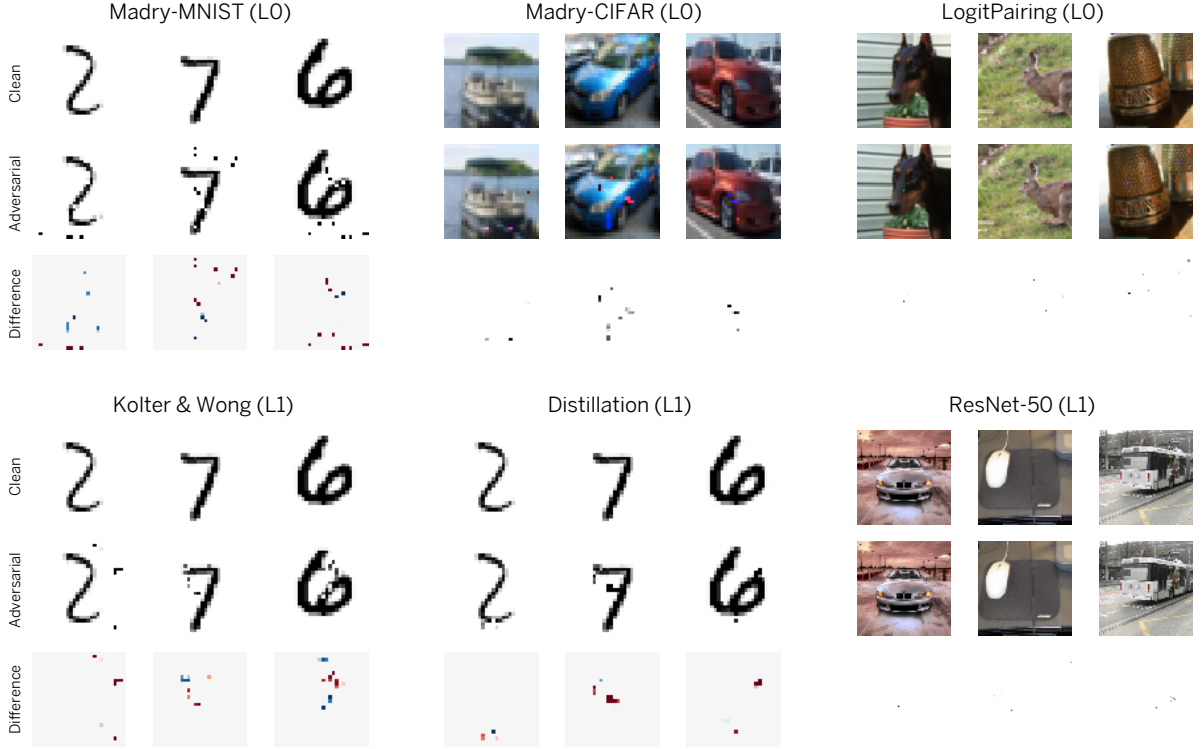 Madry-MNIST (L0)
Madry-CIFAR (L0)
LogitPairing (L0)
Clean
Adversarial
Difference
Kolter & Wong (L1)
Distillation (L1)
ResNet-50 (L1)
Clean
Adversarial
Difference